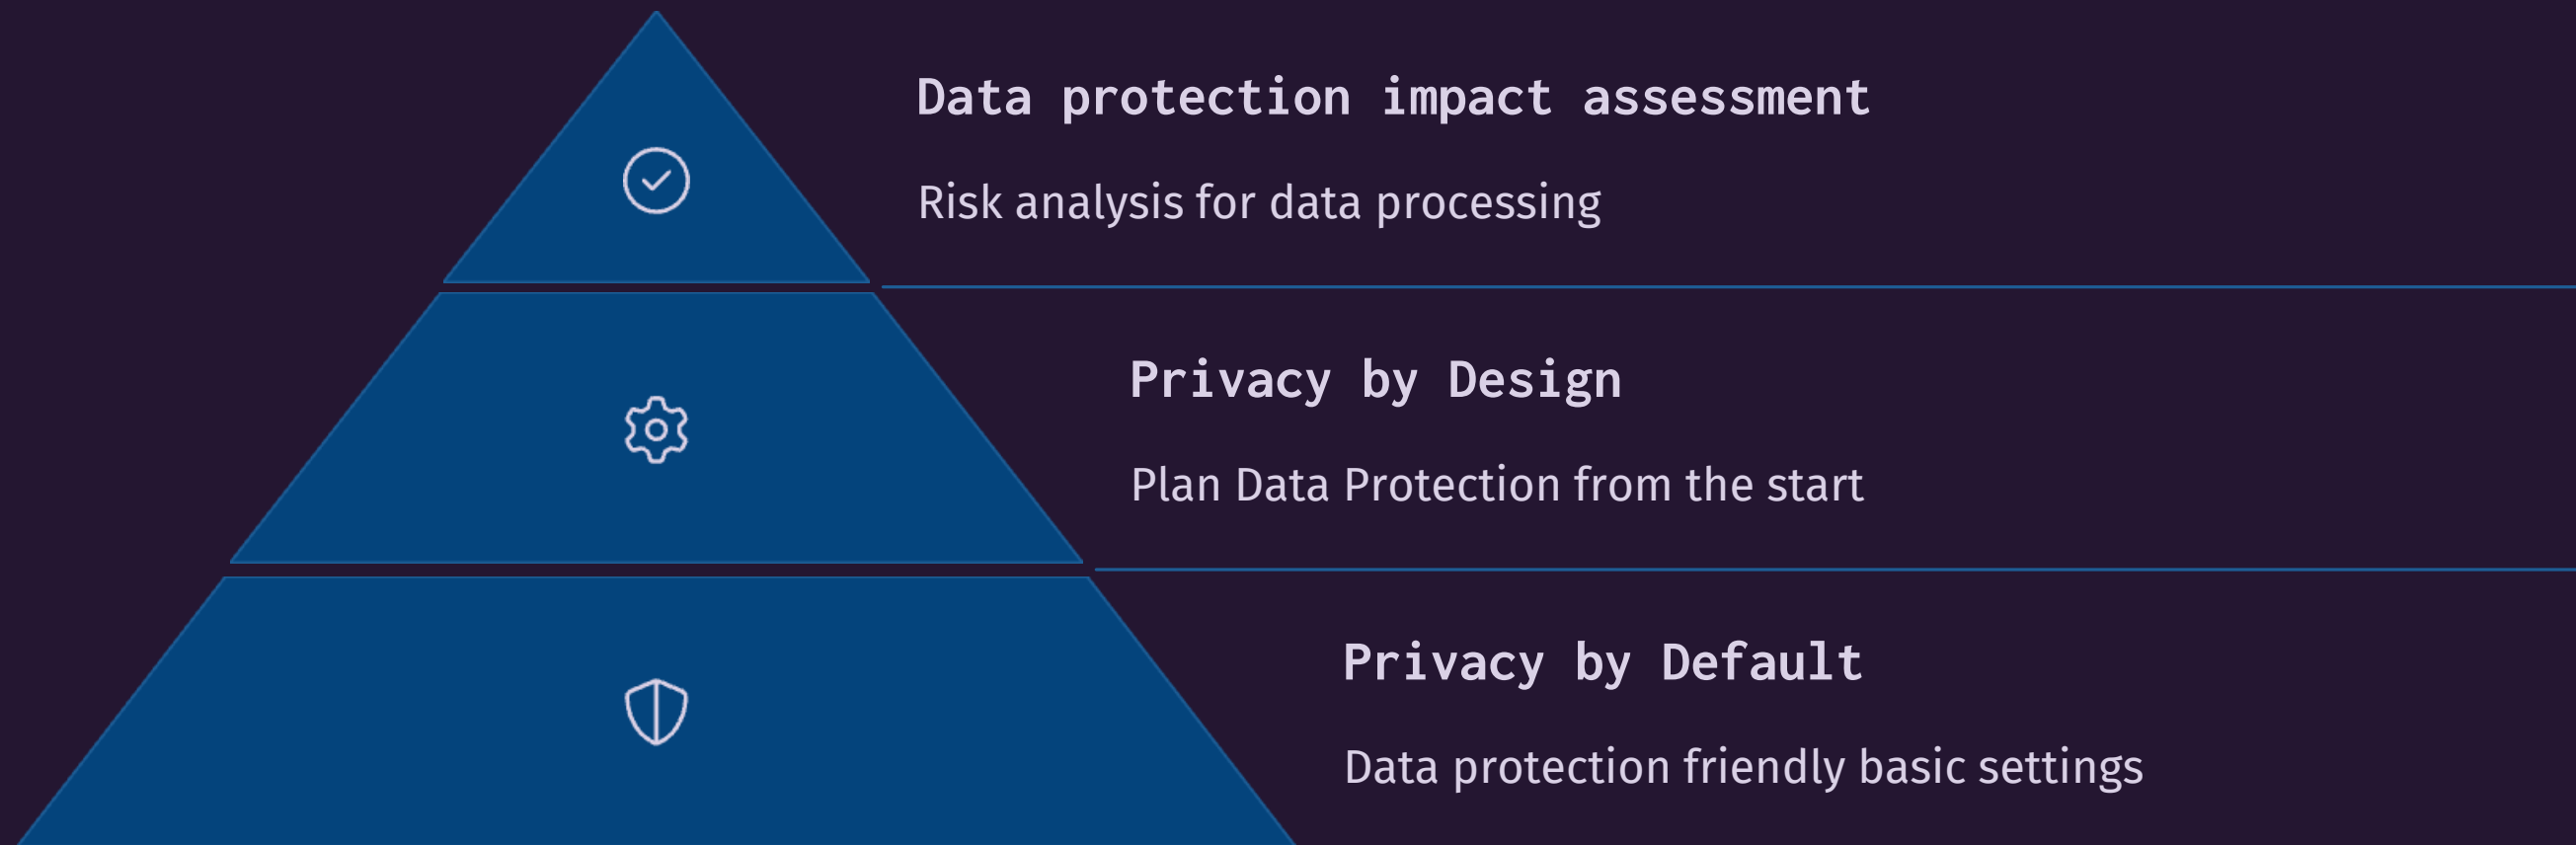 Data protection impact assessment
Risk analysis for data processing
Privacy by Design
Plan Data Protection from the start
Privacy by Default
Data protection friendly basic settings